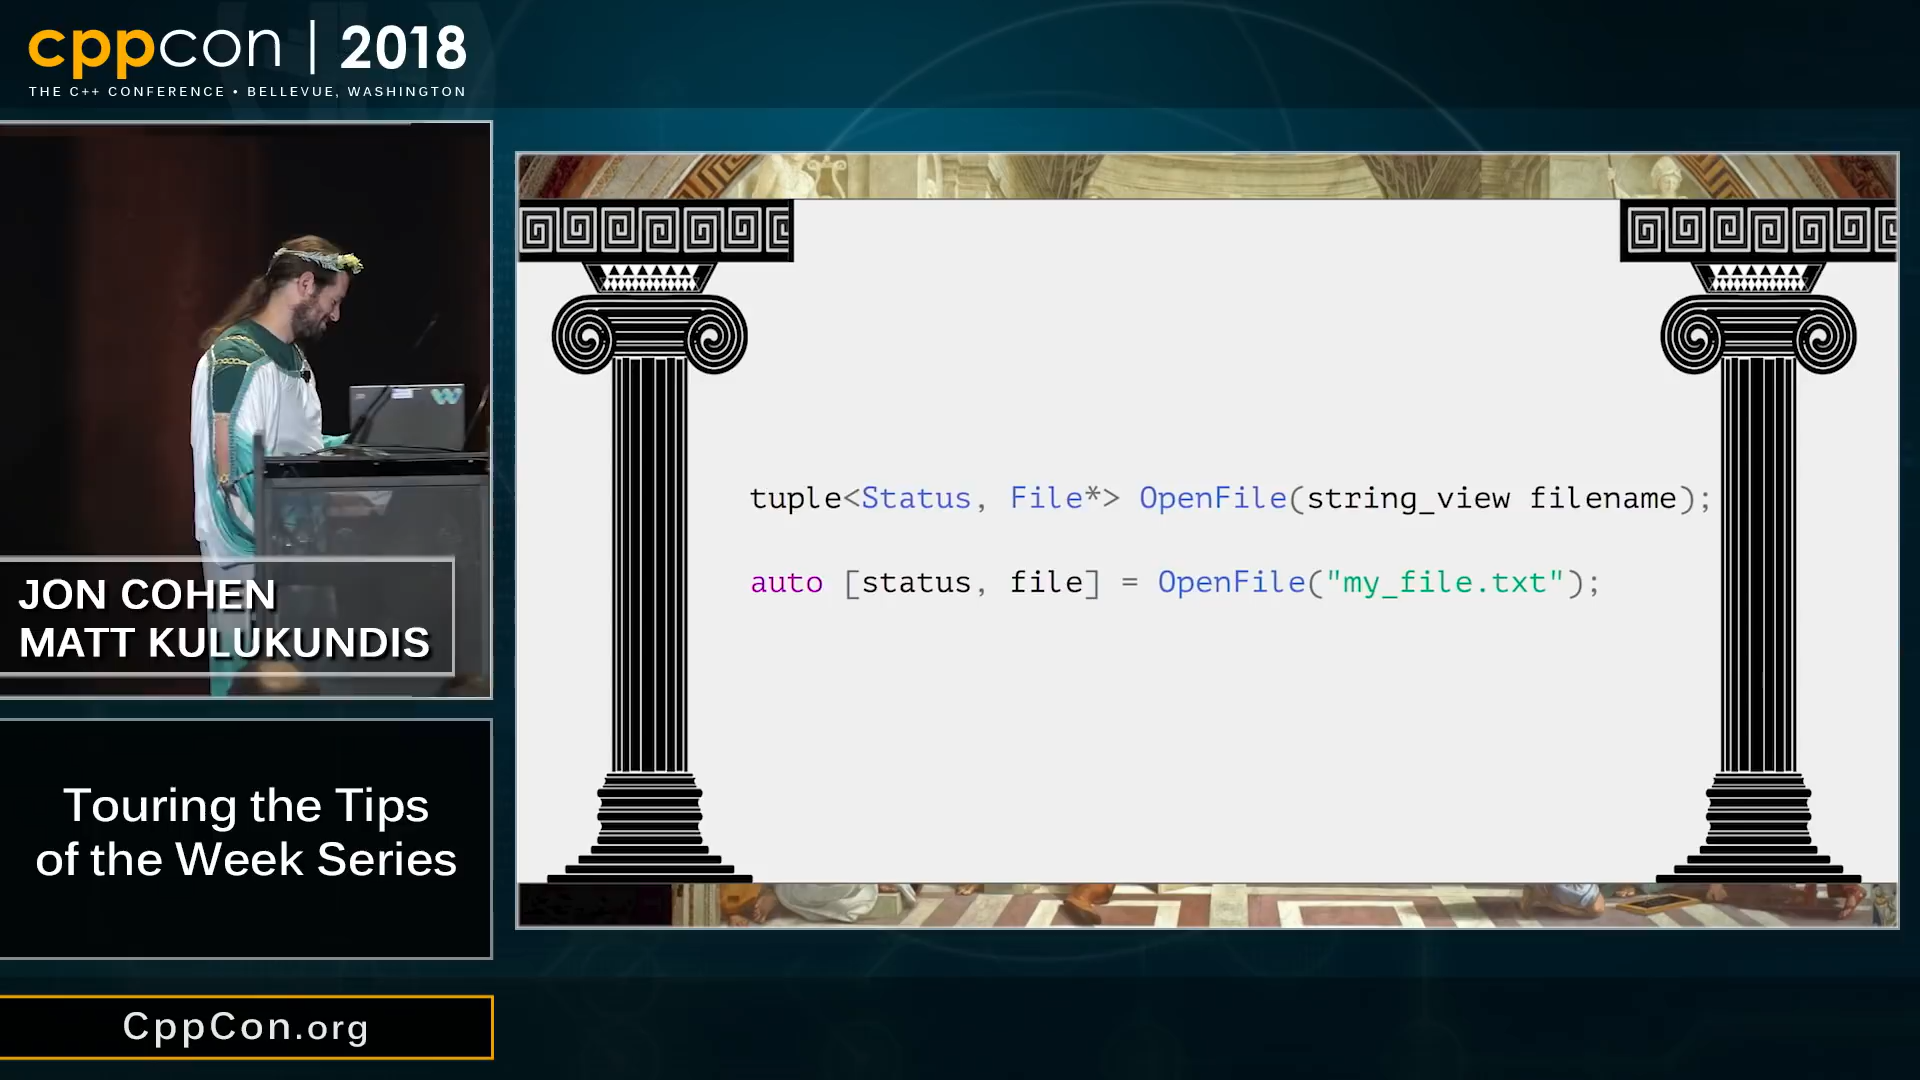 cppcon | 2018
THE C++ CONFERENCE • BELLEVUE, WASHINGTON
JON COHEN
MATT KULUKUNDIS
Touring the Tips
of the Week Series
CppCon.org
tuple<Status, File*> OpenFile(string_view filename);
auto [status, file] = OpenFile("my_file.txt");